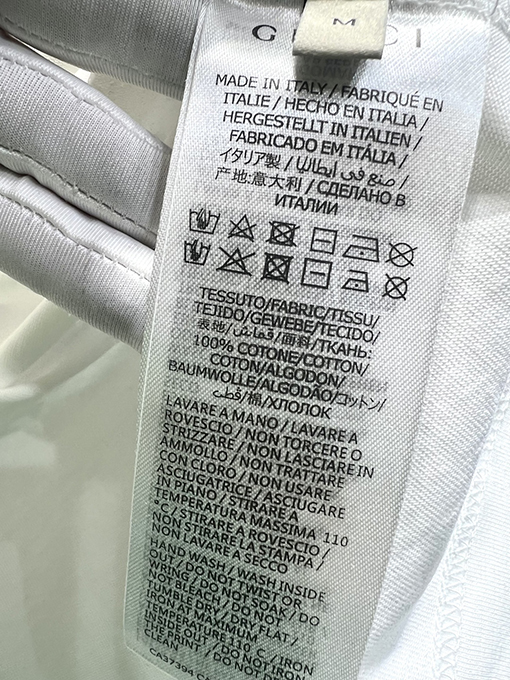 M
GUCCI
MADE IN ITALY / FABRIQUÉ EN
ITALIE / HECHO EN ITALIA /
HERGESTELLT IN ITALIEN /
FABRICADO EM ITÁLIA /
イタリア製 / صنع في ايطاليا /
产地:意大利 / СДЕЛАНО В
ИТАЛИИ
TESSUTO/FABRIC/TISSU/
TEJIDO/GEWEBE/TECIDO/
表地/قماش/面料/ТКАНЬ:
100% COTONE/COTTON/
COTON/ALGODON/
BAUMWOLLE/ALGODÃO/コットン/
قطن/棉/ХЛОПОК
LAVARE A MANO / LAVARE A
ROVESCIO / NON TORCERE O
STRIZZARE / NON LASCIARE IN
AMMOLLO / NON TRATTARE
CON CLORO / NON USARE
ASCIUGATRICE / ASCIUGARE
IN PIANO / STIRARE A
TEMPERATURA MASSIMA 110
°C / STIRARE A ROVESCIO /
NON STIRARE LA STAMPA /
NON LAVARE A SECCO
HAND WASH / WASH INSIDE
OUT / DO NOT TWIST OR
WRING / DO NOT SOAK / DO
NOT BLEACH / DO NOT
TUMBLE DRY / DRY FLAT /
IRON AT MAXIMUM
TEMPERATURE 110 °C / IRON
INSIDE OUT / DO NOT IRON
THE PRINT / DO NOT DRY
CLEAN
CA37394